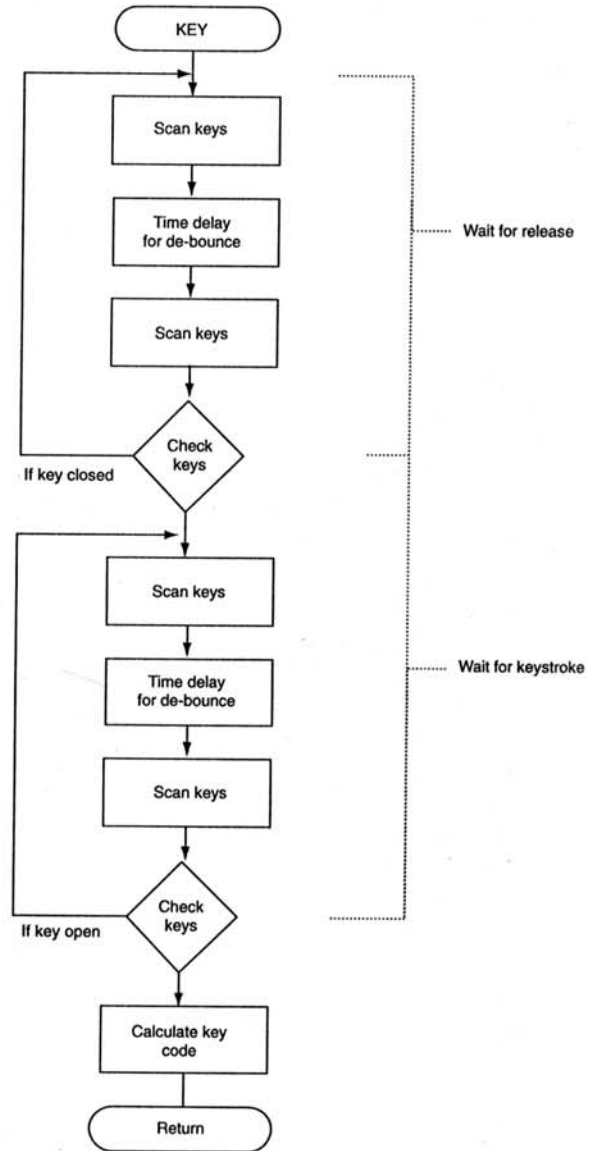 KEY
Scan keys
Time delay
for de-bounce
Wait for release
Scan keys
Check
keys
If key closed
Scan keys
Wait for keystroke
Time delay
for de-bounce
Scan keys
Check
keys
If key open
Calculate key
code
Return